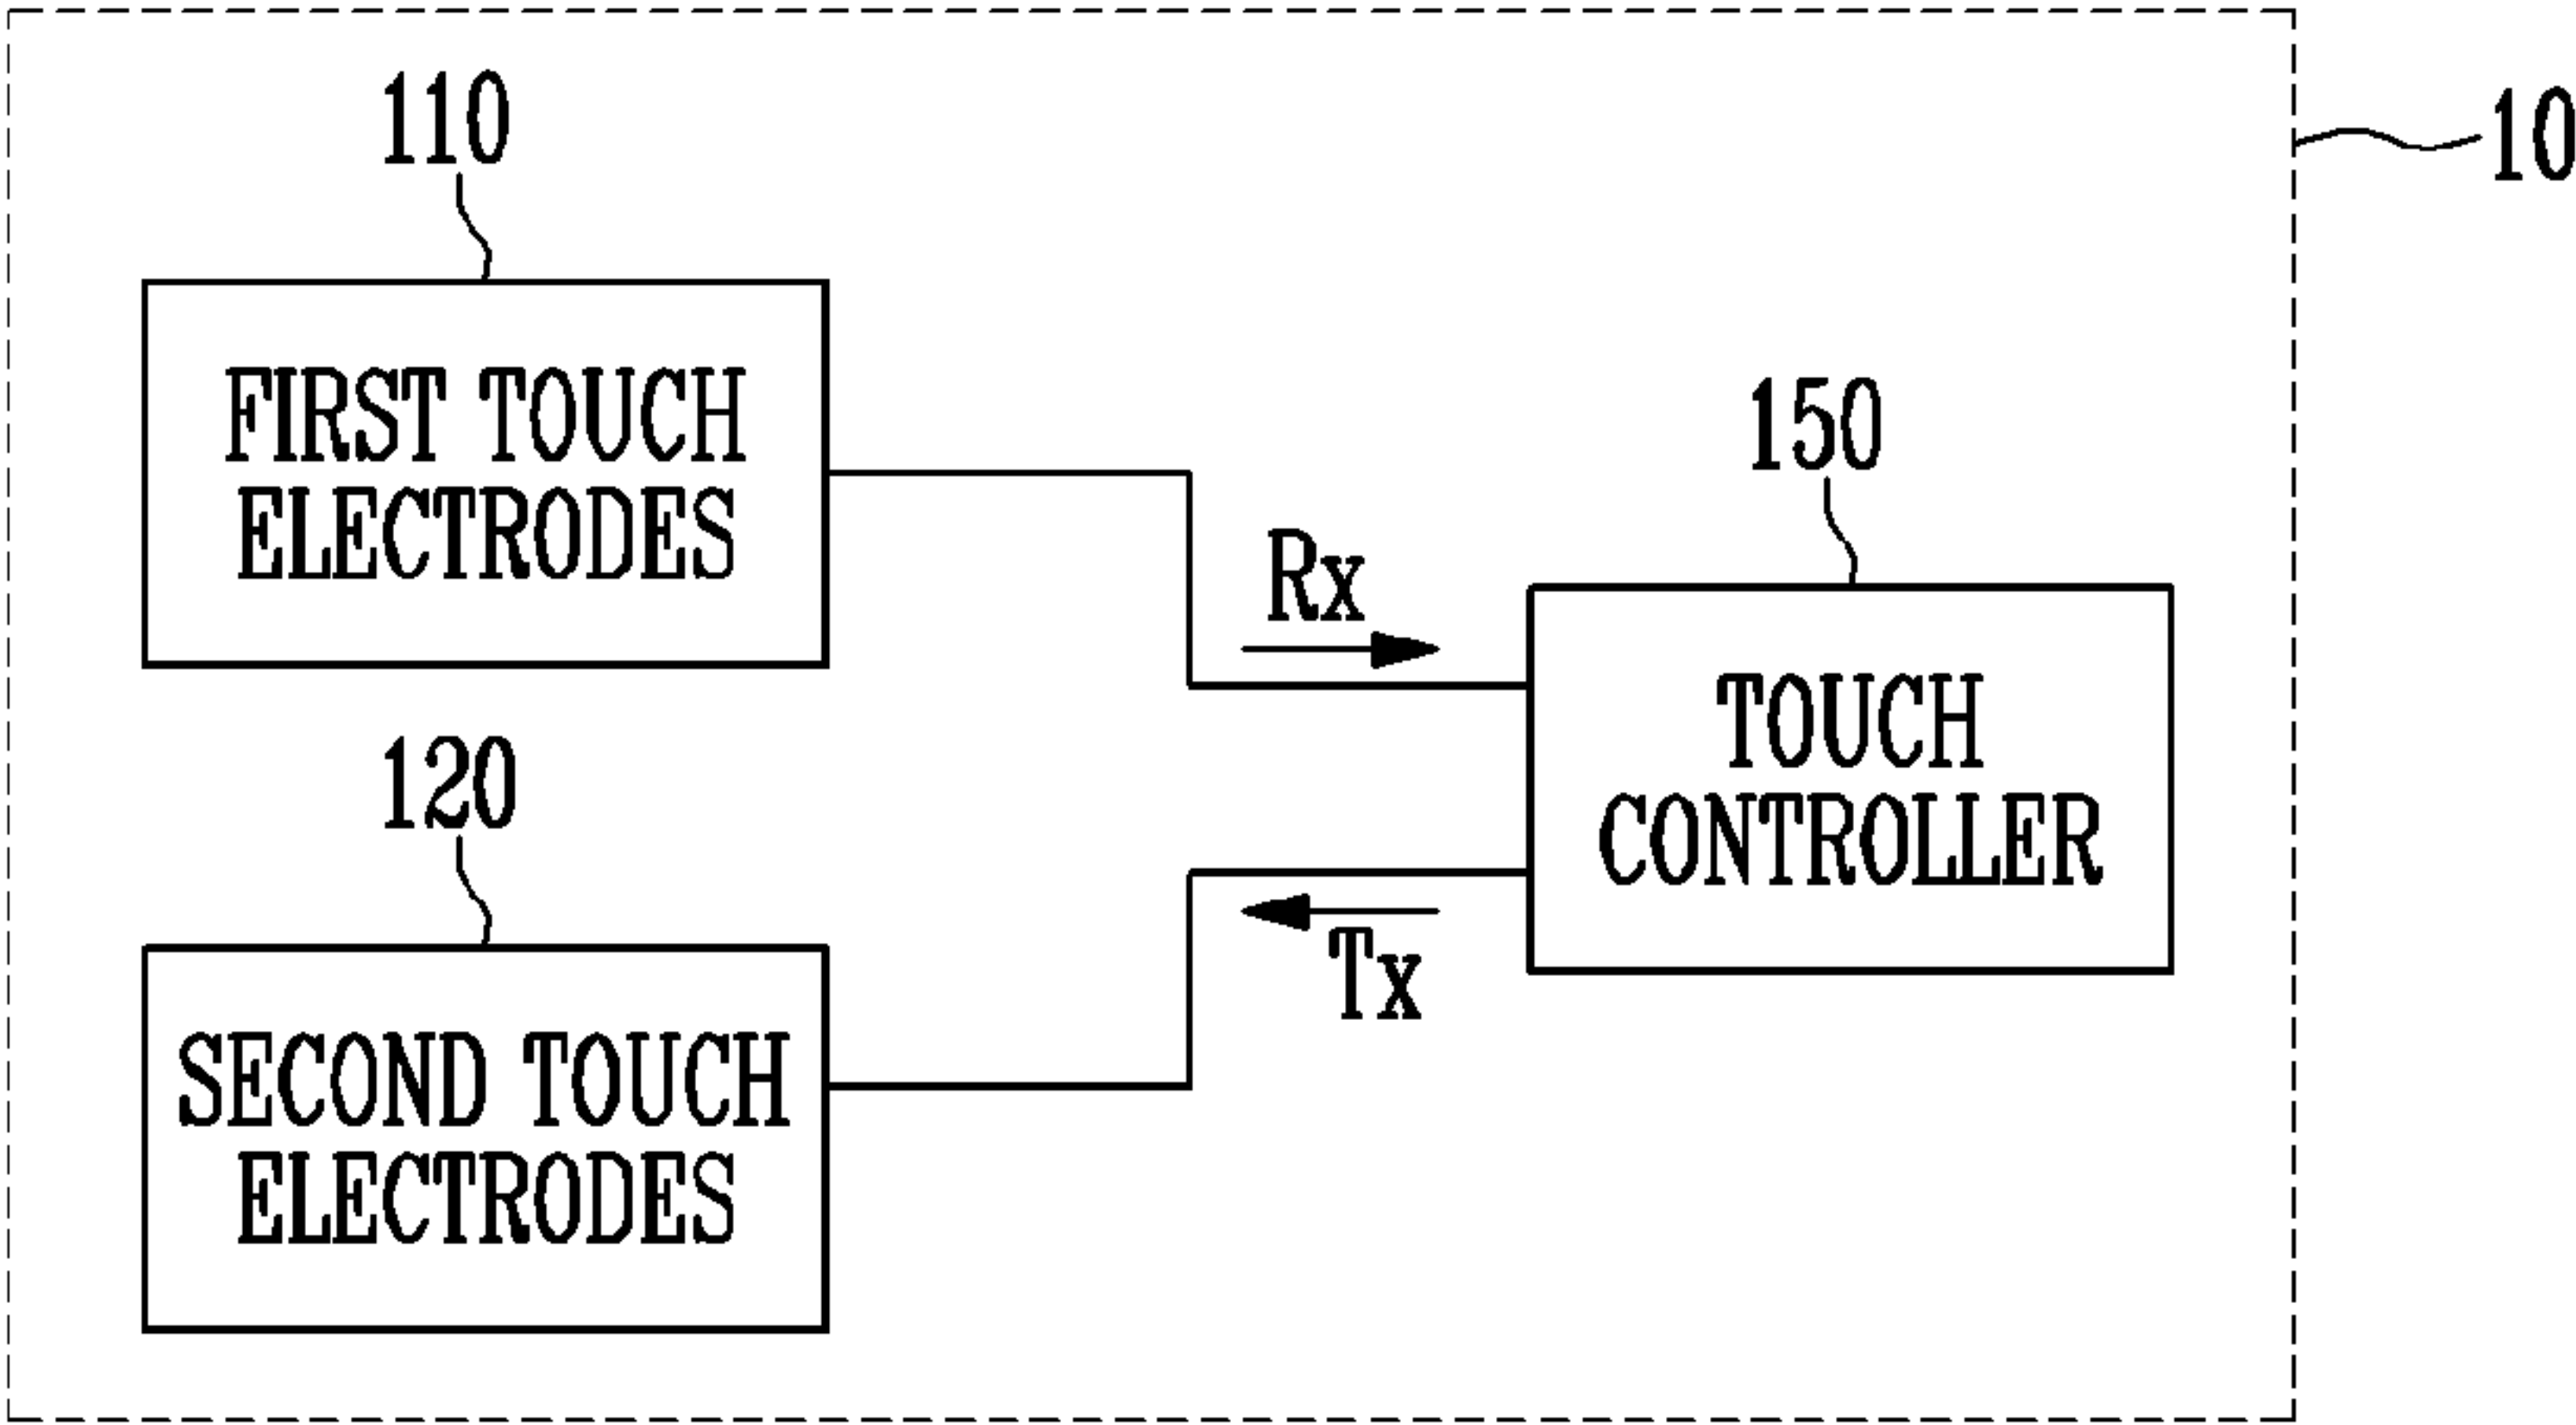 10
110
FIRST TOUCH
ELECTRODES
150
Rx
TOUCH
CONTROLLER
120
Tx
SECOND TOUCH
ELECTRODES